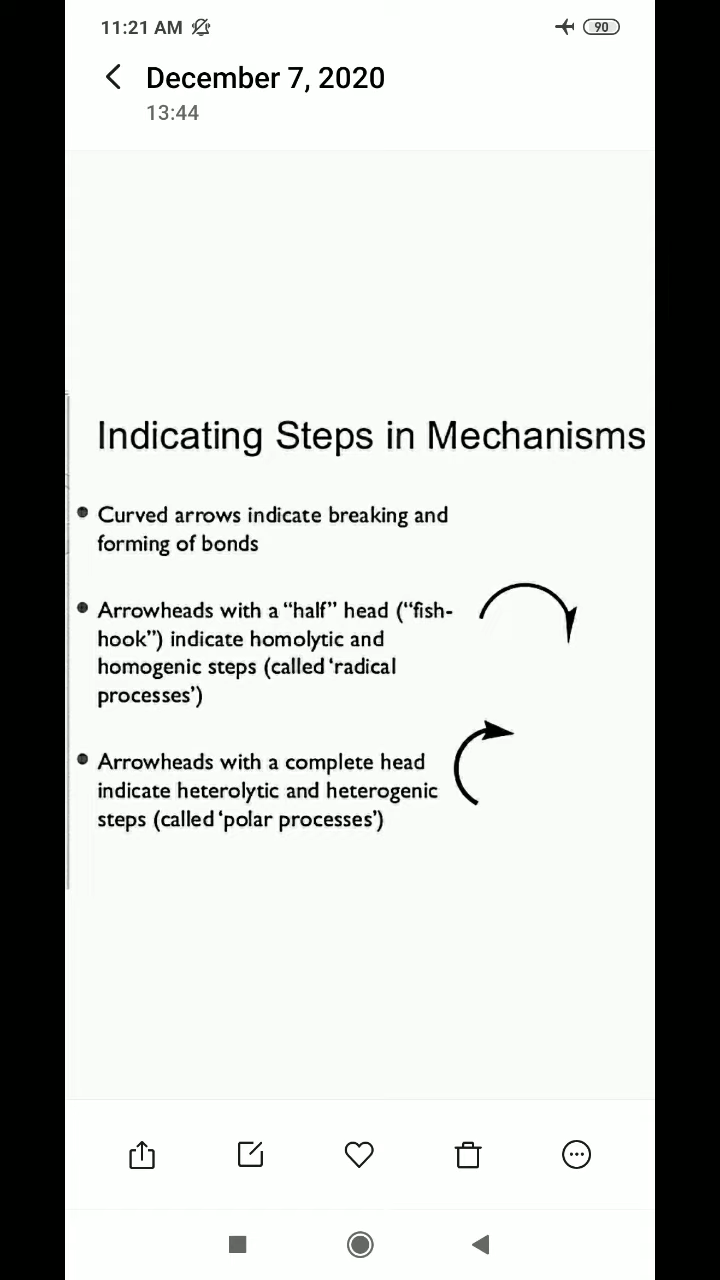 11:21 AM
90
December 7, 2020
13:44
Indicating Steps in Mechanisms
• Curved arrows indicate breaking and
forming of bonds
• Arrowheads with a “half” head (“fish-
hook”) indicate homolytic and
homogenic steps (called ‘radical
processes’)
• Arrowheads with a complete head
indicate heterolytic and heterogenic
steps (called ‘polar processes’)